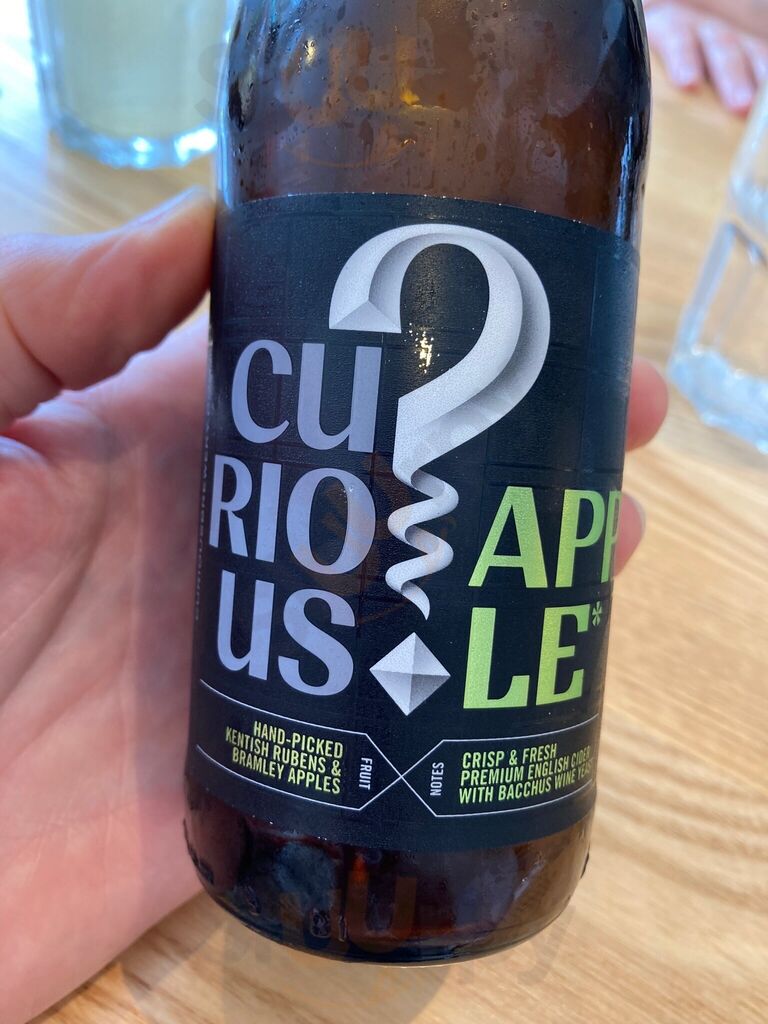 CU
RIO
US
APP
LE*
HAND-PICKED
KENTISH RUBENS &
BRAMLEY APPLES
FRUIT
NOTES
CRISP & FRESH
PREMIUM ENGLISH CIDER
WITH BACCHUS WINE YEAST